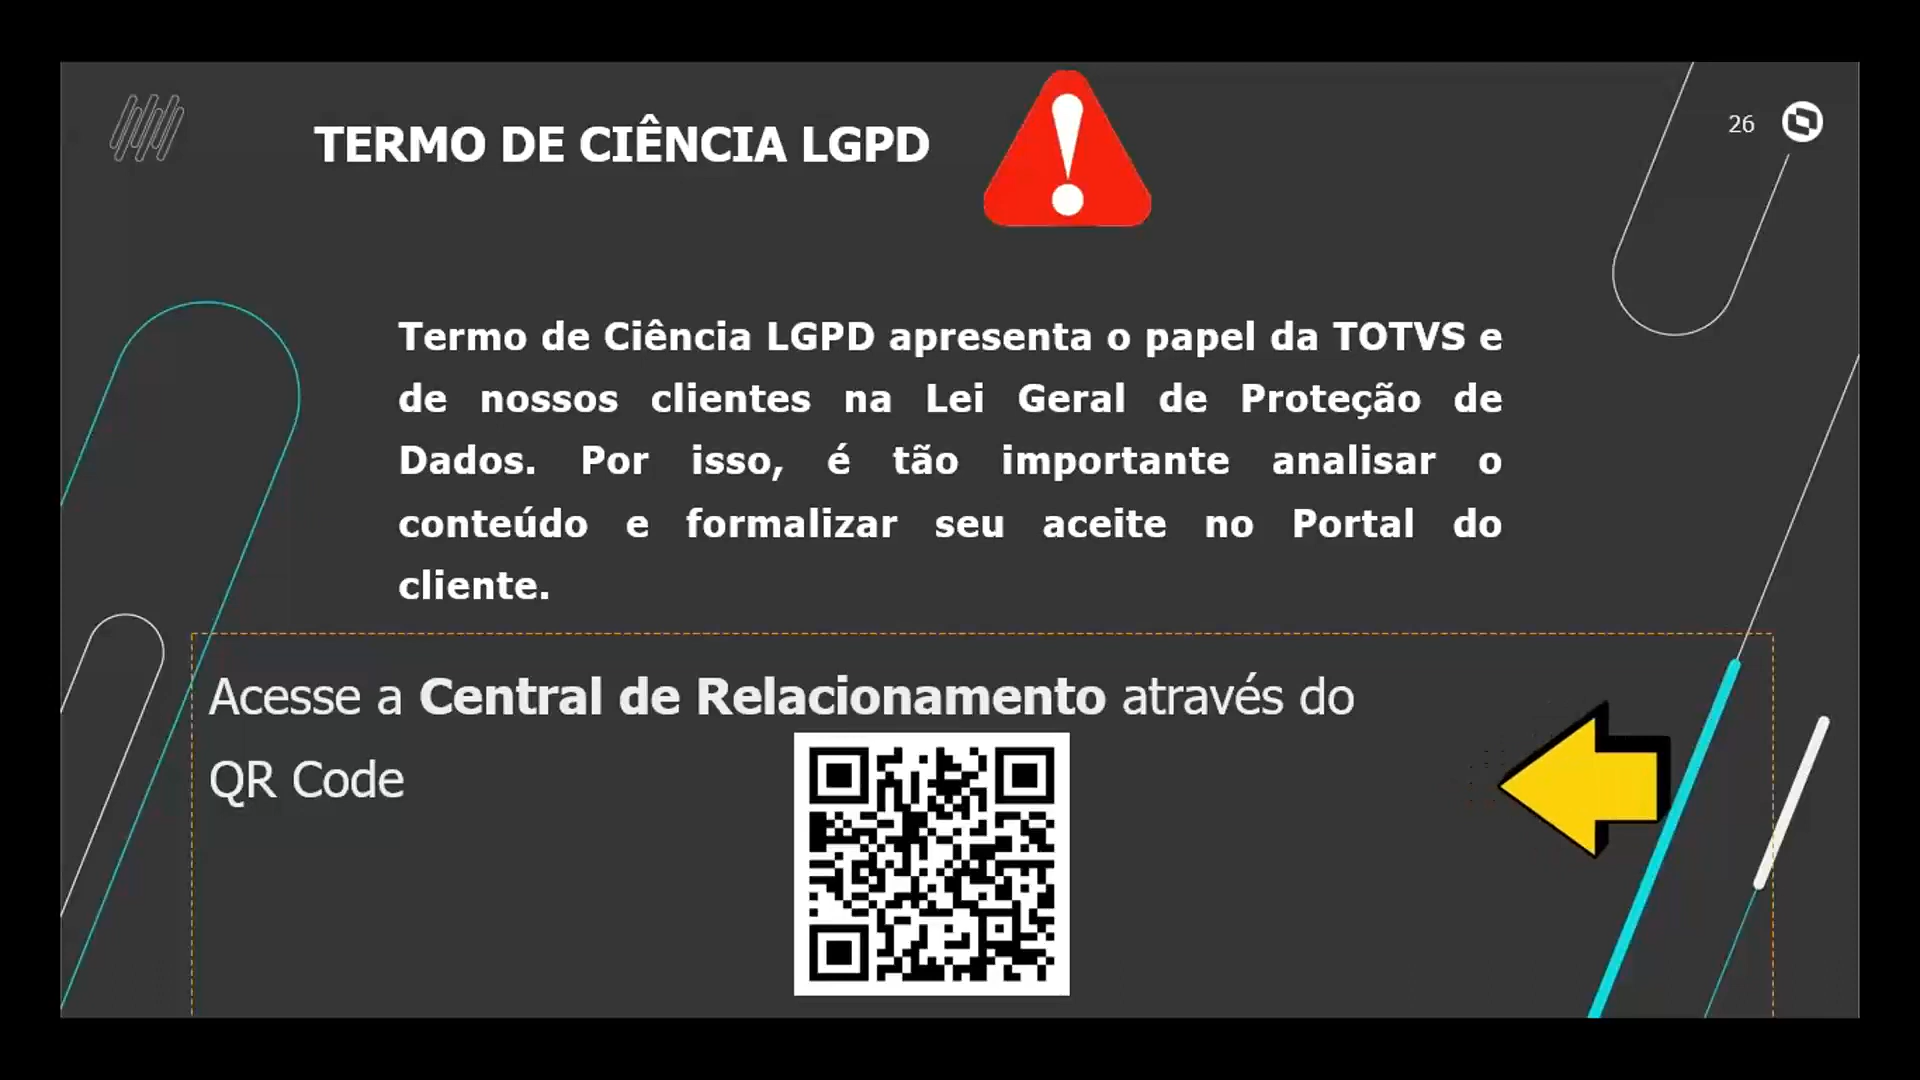 TERMO DE CIÊNCIA LGPD
26
Termo de Ciência LGPD apresenta o papel da TOTVS e
de nossos clientes na Lei Geral de Proteção de
Dados. Por isso, é tão importante analisar o
conteúdo e formalizar seu aceite no Portal do
cliente.
Acesse a Central de Relacionamento através do
QR Code